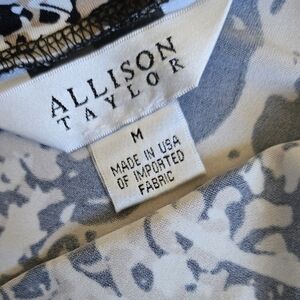 ALLISON
TAYLOR
M
MADE IN USA
OF IMPORTED
FABRIC